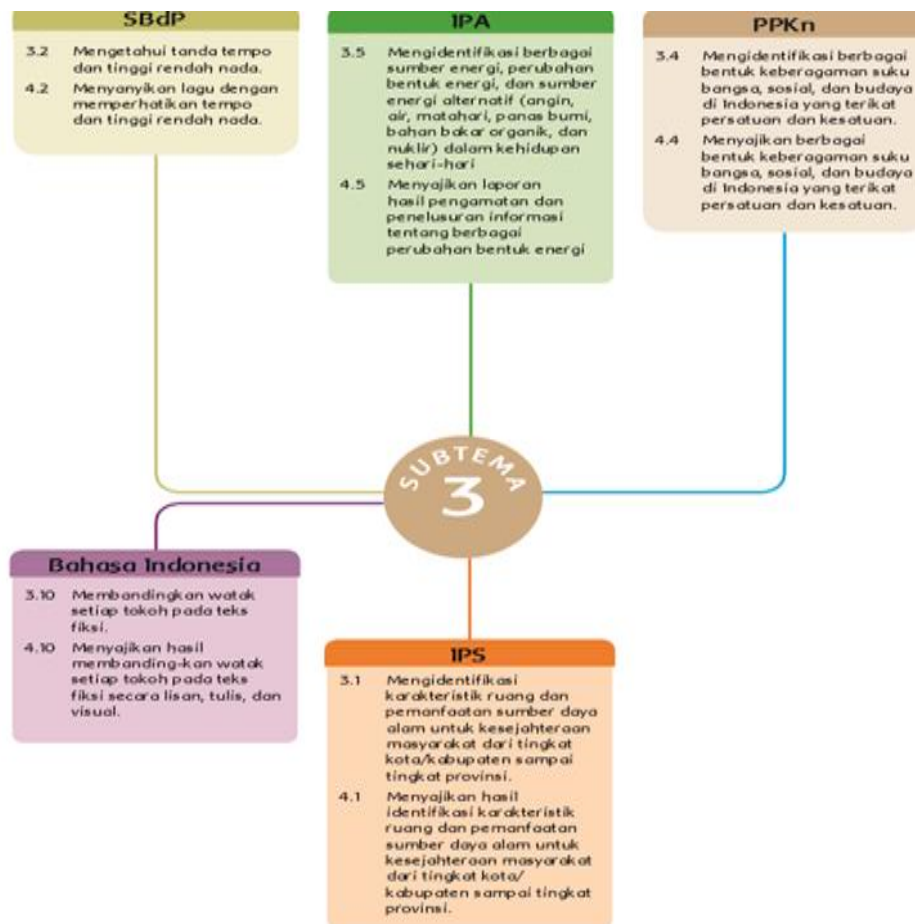 SBdP
3.2 Mengetahui tanda tempo
dan tinggi rendah nada.
4.2 Menyanyikan lagu dengan
memperhatikan tempo
dan tinggi rendah nada.
IPA
3.5 Mengidentifikasi berbagai
sumber energi, perubahan
bentuk energi, dan sumber
energi alternatif (angin,
air, matahari, panas bumi,
bahan bakar organik, dan
nuklir) dalam kehidupan
sehari-hari
4.5 Menyajikan laporan
hasil pengamatan dan
penelusuran informasi
tentang berbagai
perubahan bentuk energi
PPKn
3.4 Mengidentifikasi berbagai
bentuk keberagaman suku
bangsa, sosial, dan budaya
di Indonesia yang terikat
persatuan dan kesatuan.
4.4 Menyajikan berbagai
bentuk keberagaman suku
bangsa, sosial, dan budaya
di Indonesia yang terikat
persatuan dan kesatuan.
SUBTEMA
3
Bahasa Indonesia
3.10 Membandingkan watak
setiap tokoh pada teks
fiksi.
4.10 Menyajikan hasil
membanding-kan watak
setiap tokoh pada teks
fiksi secara lisan, tulis, dan
visual.
IPS
3.1 Mengidentifikasi
karakteristik ruang dan
pemanfaatan sumber daya
alam untuk kesejahteraan
masyarakat dari tingkat
kota/kabupaten sampai
tingkat provinsi.
4.1 Menyajikan hasil
identifikasi karakteristik
ruang dan pemanfaatan
sumber daya alam untuk
kesejahteraan masyarakat
dari tingkat kota/
kabupaten sampai tingkat
provinsi.